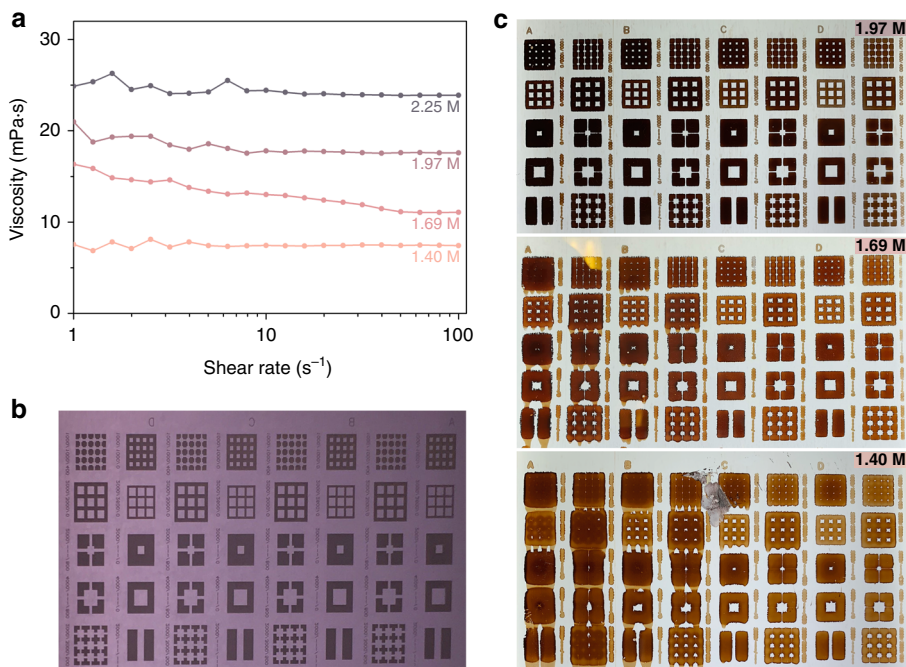 a
30
20
10
0
Viscosity (mPa·s)
2.25 M
1.97 M
1.69 M
1.40 M
1
10
100
Shear rate (s⁻¹)
b
D
C
B
A
c
1.97 M
A
B
C
D
1.69 M
A
B
C
D
1.40 M
A
B
C
D